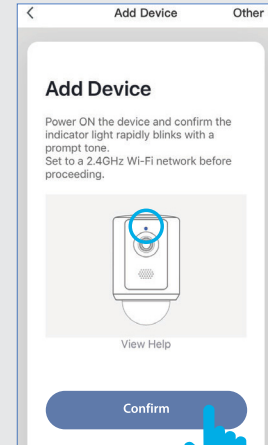 Add Device Other
Add Device
Power ON the device and confirm the
indicator light rapidly blinks with a
prompt tone.
Set to a 2.4GHz Wi-Fi network before
proceeding.
View Help
Confirm